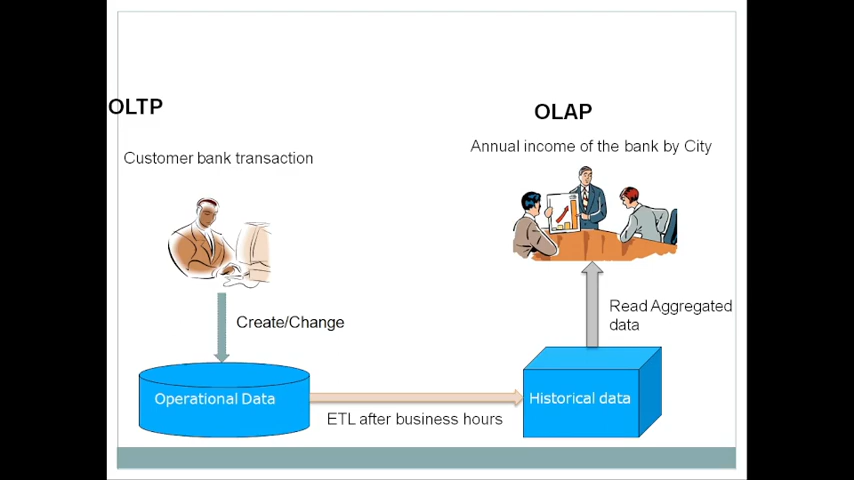 OLTP
OLAP
Customer bank transaction
Annual income of the bank by City
Create/Change
Read Aggregated
data
Operational Data
ETL after business hours
Historical data